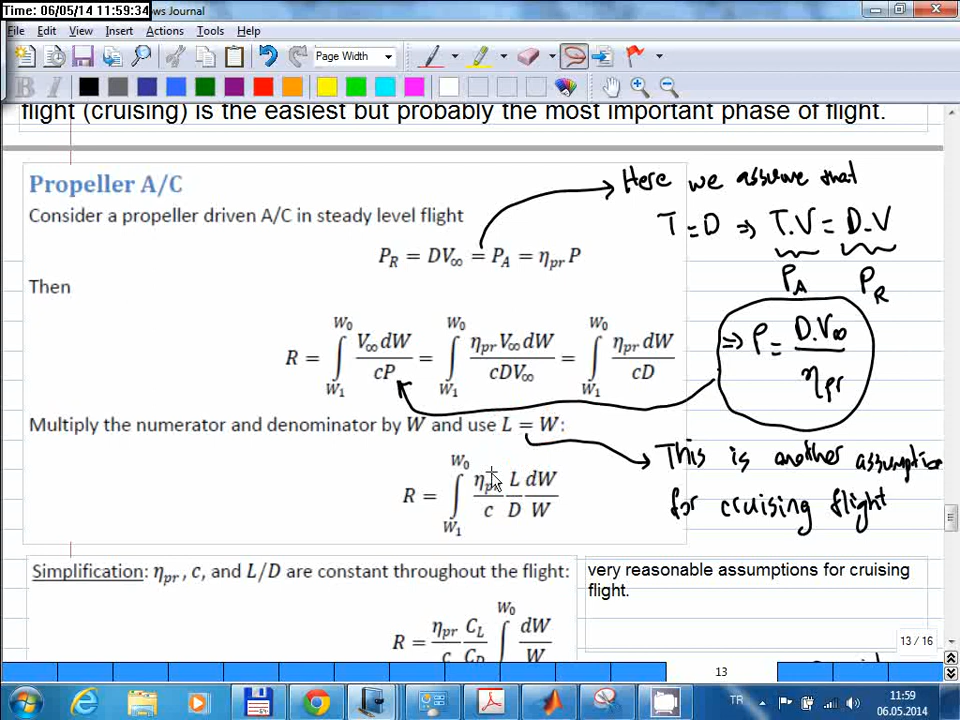 Time: 06/05/14 11:59:34
ows Journal
File Edit View Insert Actions Tools Help
Page Width
B I
flight (cruising) is the easiest but probably the most important phase of flight.
Propeller A/C
Consider a propeller driven A/C in steady level flight
P_R = DV_∞ = P_A = η_pr P
Then
R = ∫_{W_1}^{W_0} V_∞ dW / cP = ∫_{W_1}^{W_0} η_pr V_∞ dW / cDV_∞ = ∫_{W_1}^{W_0} η_pr dW / cD
Multiply the numerator and denominator by W and use L = W:
R = ∫_{W_1}^{W_0} η_pr/c L/D dW/W
Here we assume that
T=D ⇒ T.V = D.V
P_A P_R
⇒ P = D.V_∞ / η_pr
This is another assumption
for cruising flight
Simplification: η_pr, c, and L/D are constant throughout the flight:
R = η_pr/c C_L/C_D ∫^{W_0} dW/W
very reasonable assumptions for cruising
flight.
13 / 16
13
TR
11:59
06.05.2014